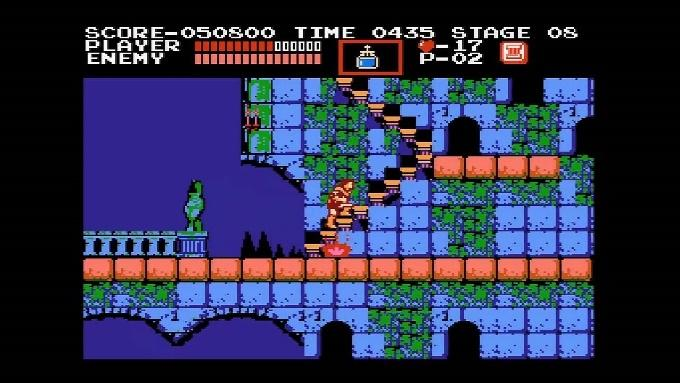 SCORE-050800 TIME 0435 STAGE 08
PLAYER -17
ENEMY P-02